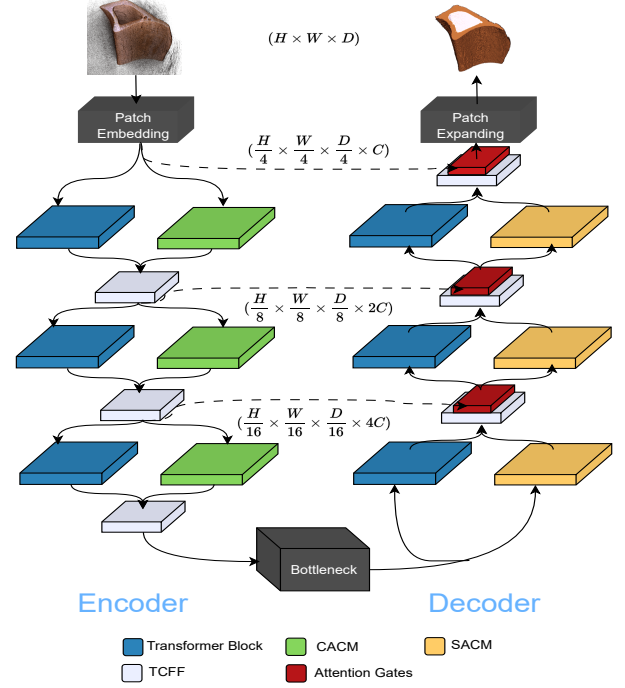 (H × W × D)
Patch
Embedding
Patch
Expanding
(H/4 × W/4 × D/4 × C)
(H/8 × W/8 × D/8 × 2C)
(H/16 × W/16 × D/16 × 4C)
Bottleneck
Encoder
Decoder
Transformer Block
CACM
SACM
TCFF
Attention Gates